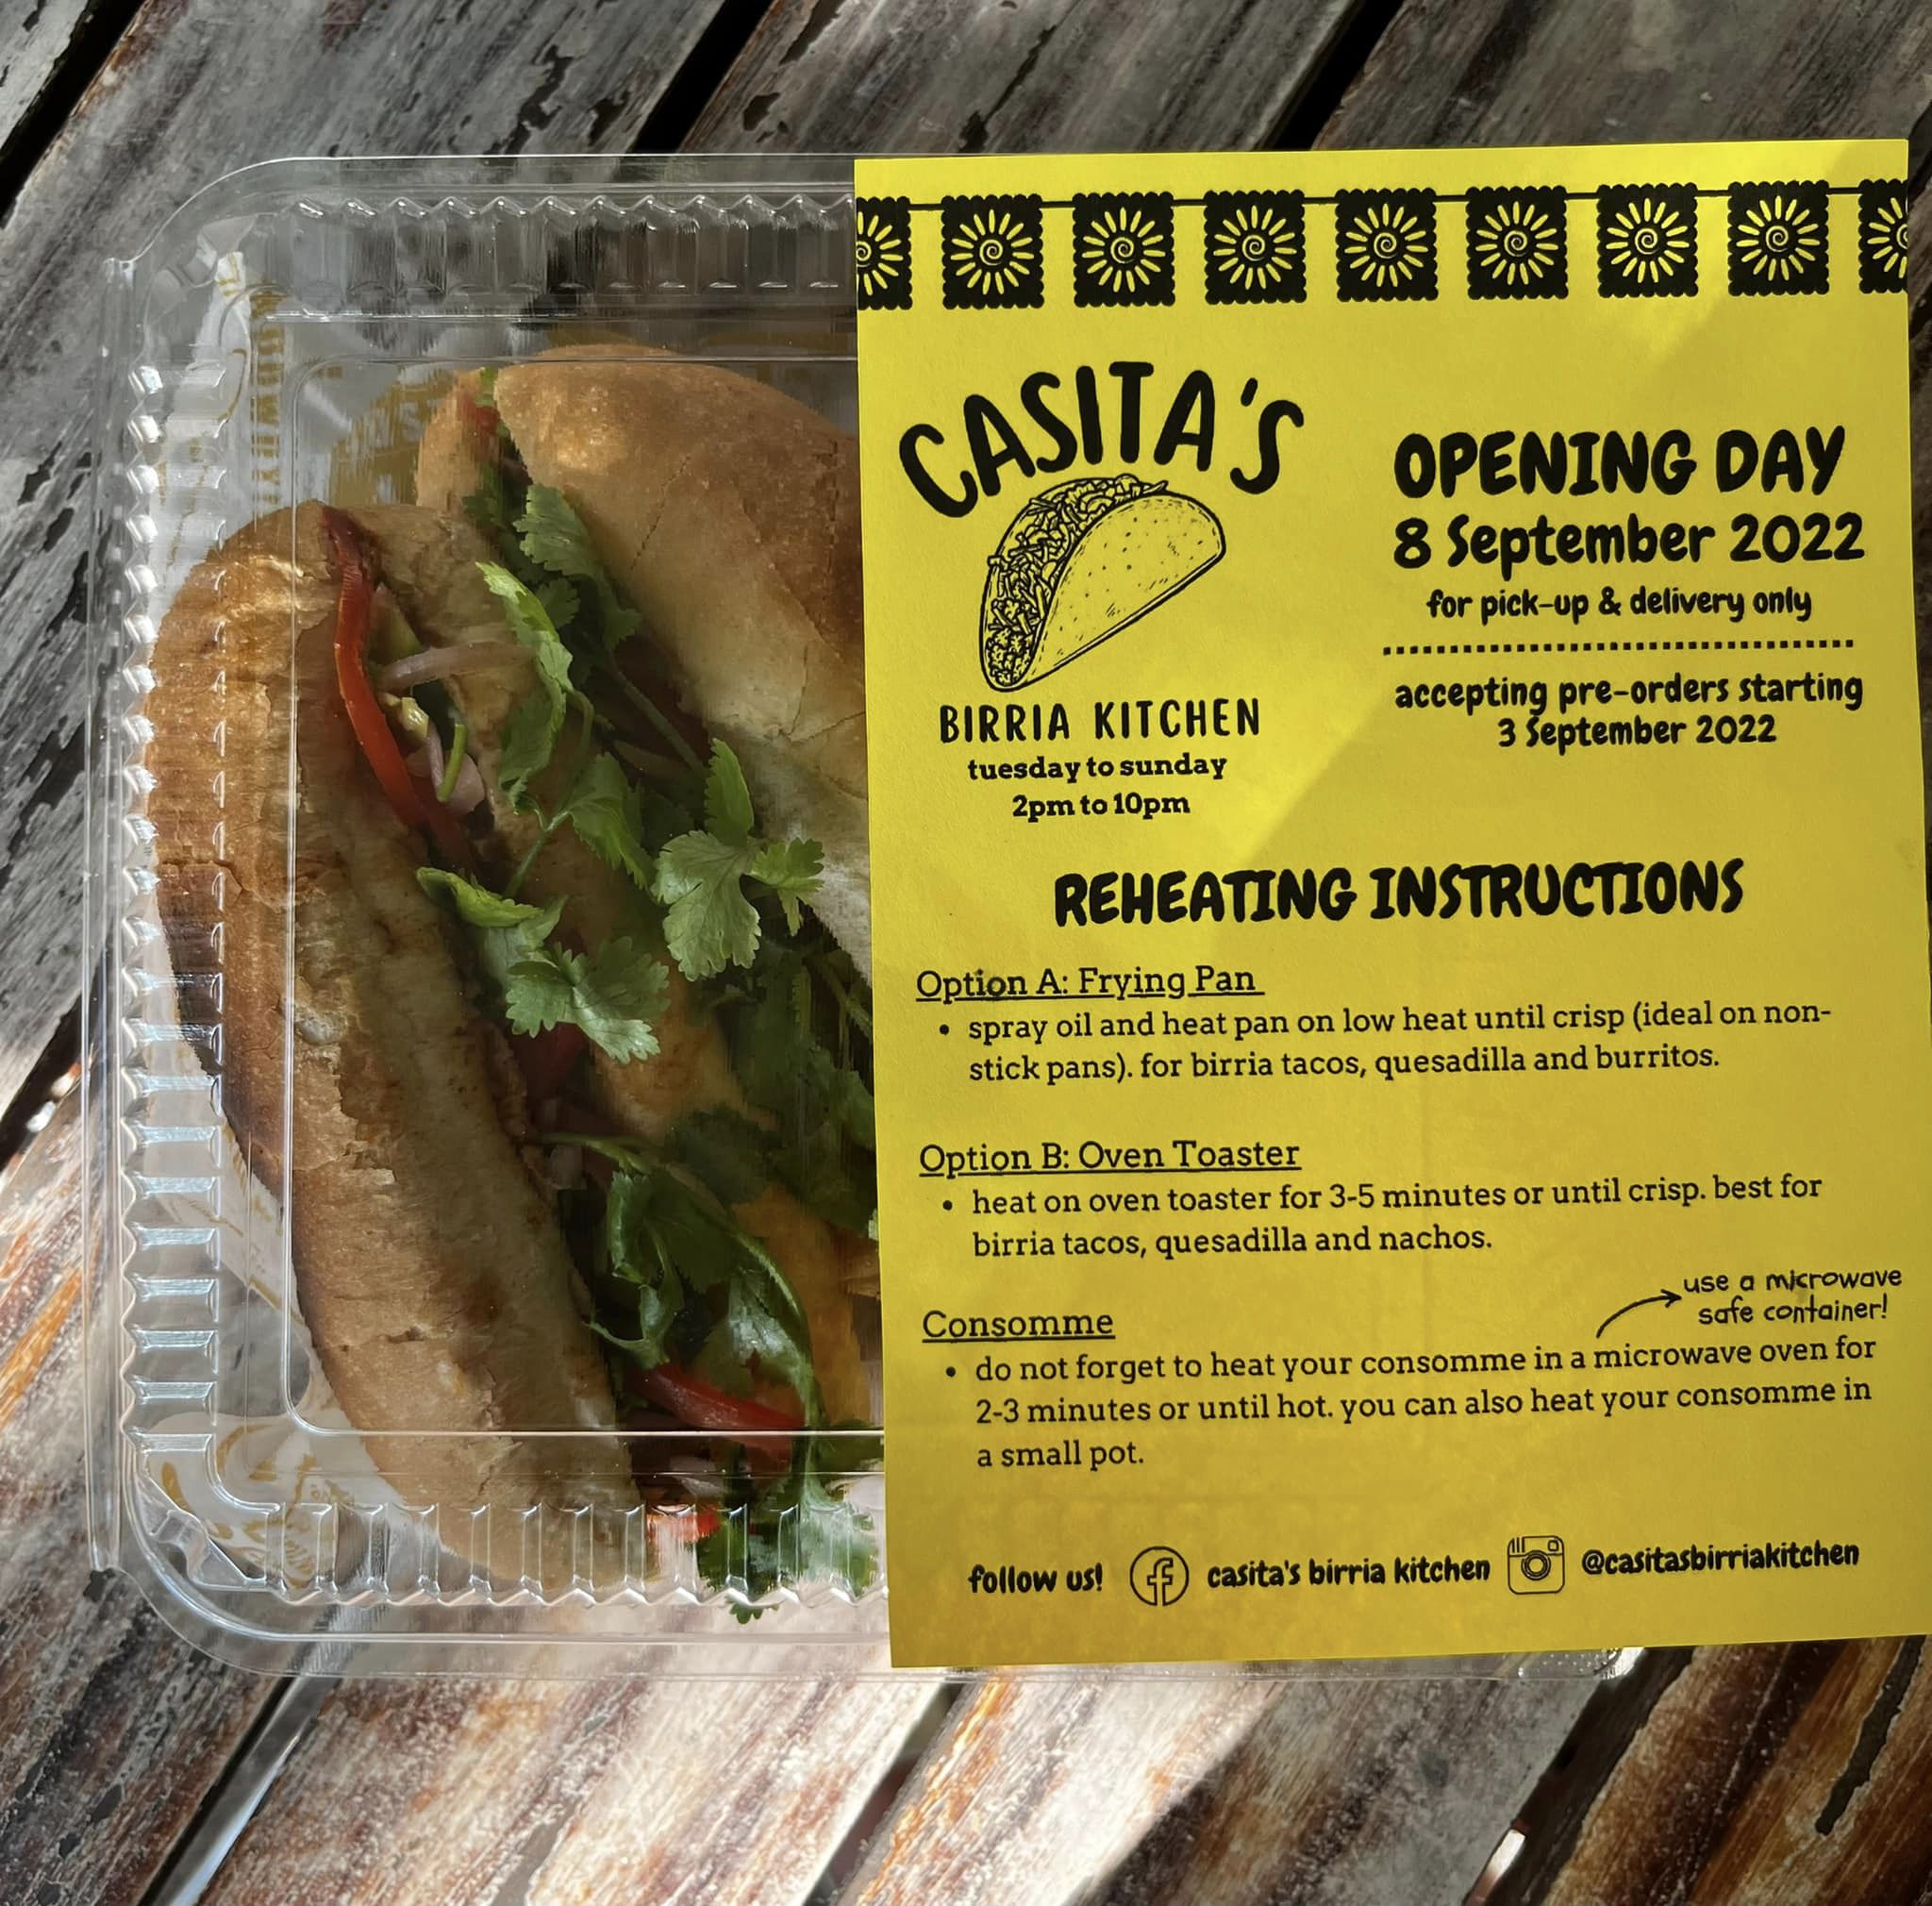 CASITA'S
BIRRIA KITCHEN
tuesday to sunday
2pm to 10pm
OPENING DAY
8 September 2022
for pick-up & delivery only
accepting pre-orders starting
3 September 2022
REHEATING INSTRUCTIONS
Option A: Frying Pan
• spray oil and heat pan on low heat until crisp (ideal on non-
stick pans). for birria tacos, quesadilla and burritos.
Option B: Oven Toaster
• heat on oven toaster for 3-5 minutes or until crisp. best for
birria tacos, quesadilla and nachos.
use a microwave
safe container!
Consomme
• do not forget to heat your consomme in a microwave oven for
2-3 minutes or until hot. you can also heat your consomme in
a small pot.
follow us! casita's birria kitchen @casitasbirriakitchen